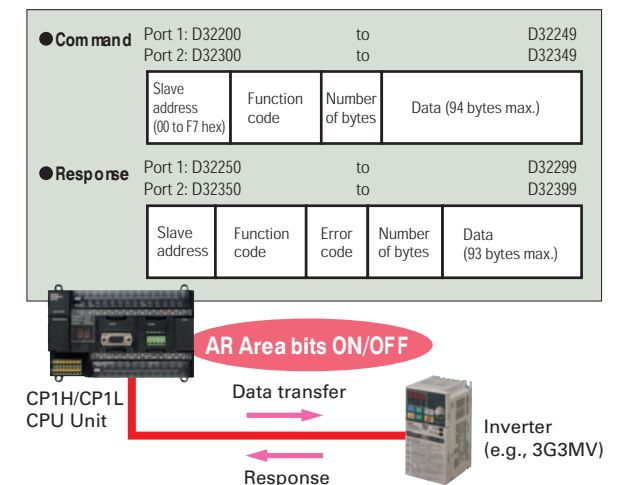 ●Command Port 1: D32200 to D32249
Port 2: D32300 to D32349
Slave address (00 to F7 hex)
Function code
Number of bytes
Data (94 bytes max.)
●Response Port 1: D32250 to D32299
Port 2: D32350 to D32399
Slave address
Function code
Error code
Number of bytes
Data (93 bytes max.)
AR Area bits ON/OFF
CP1H/CP1L
CPU Unit
Data transfer
Response
Inverter
(e.g., 3G3MV)